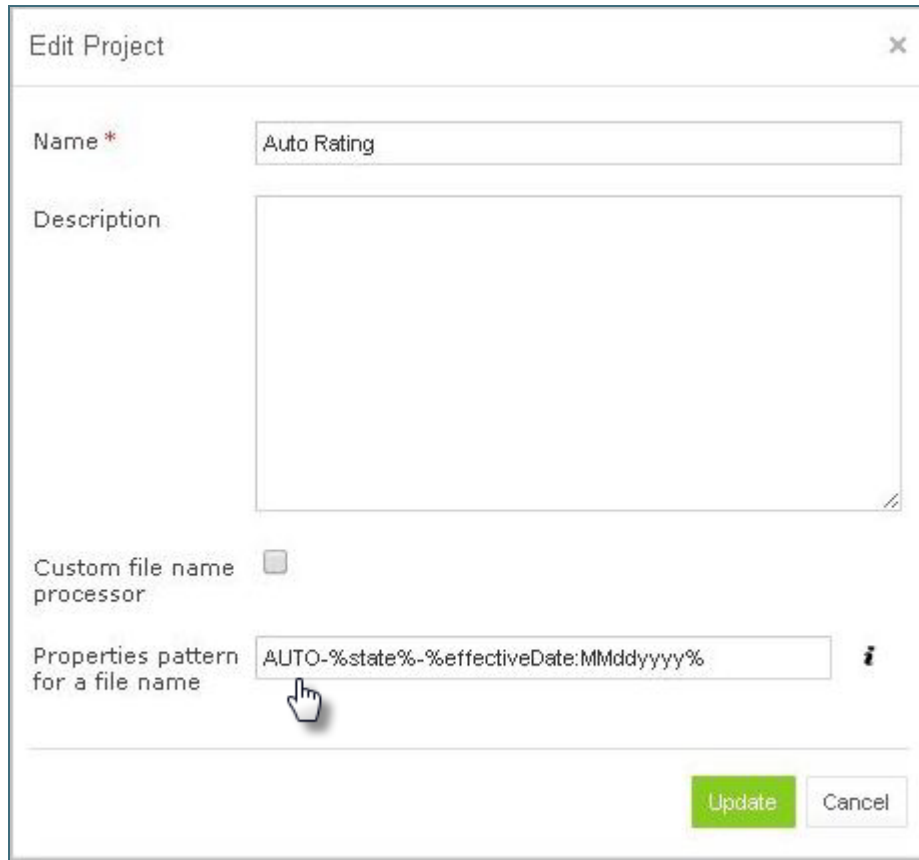 Edit Project ×
Name * Auto Rating
Description
Custom file name
processor
Properties pattern AUTO-%state%-%effectiveDate:MMddyyyy% i
for a file name
Update Cancel